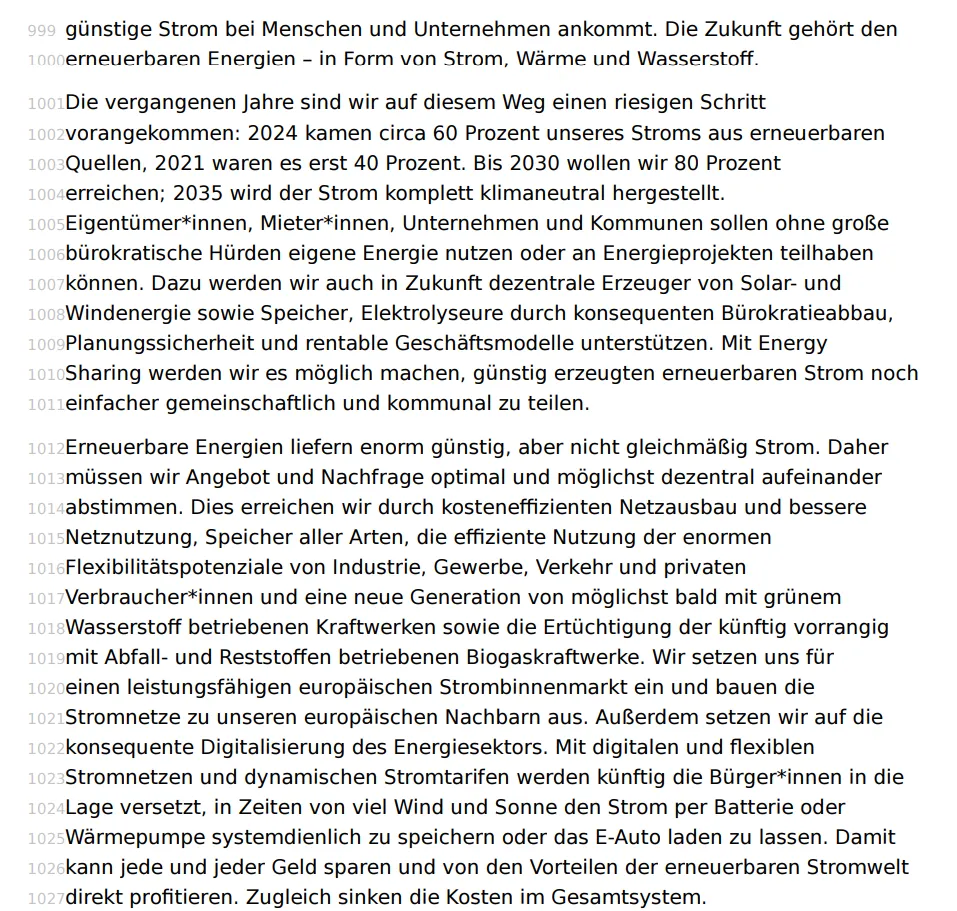 999 günstige Strom bei Menschen und Unternehmen ankommt. Die Zukunft gehört den
1000 erneuerbaren Energien – in Form von Strom, Wärme und Wasserstoff.
1001 Die vergangenen Jahre sind wir auf diesem Weg einen riesigen Schritt
1002 vorangekommen: 2024 kamen circa 60 Prozent unseres Stroms aus erneuerbaren
1003 Quellen, 2021 waren es erst 40 Prozent. Bis 2030 wollen wir 80 Prozent
1004 erreichen; 2035 wird der Strom komplett klimaneutral hergestellt.
1005 Eigentümer*innen, Mieter*innen, Unternehmen und Kommunen sollen ohne große
1006 bürokratische Hürden eigene Energie nutzen oder an Energieprojekten teilhaben
1007 können. Dazu werden wir auch in Zukunft dezentrale Erzeuger von Solar- und
1008 Windenergie sowie Speicher, Elektrolyseure durch konsequenten Bürokratieabbau,
1009 Planungssicherheit und rentable Geschäftsmodelle unterstützen. Mit Energy
1010 Sharing werden wir es möglich machen, günstig erzeugten erneuerbaren Strom noch
1011 einfacher gemeinschaftlich und kommunal zu teilen.
1012 Erneuerbare Energien liefern enorm günstig, aber nicht gleichmäßig Strom. Daher
1013 müssen wir Angebot und Nachfrage optimal und möglichst dezentral aufeinander
1014 abstimmen. Dies erreichen wir durch kosteneffizienten Netzausbau und bessere
1015 Netznutzung, Speicher aller Arten, die effiziente Nutzung der enormen
1016 Flexibilitätspotenziale von Industrie, Gewerbe, Verkehr und privaten
1017 Verbraucher*innen und eine neue Generation von möglichst bald mit grünem
1018 Wasserstoff betriebenen Kraftwerken sowie die Ertüchtigung der künftig vorrangig
1019 mit Abfall- und Reststoffen betriebenen Biogaskraftwerke. Wir setzen uns für
1020 einen leistungsfähigen europäischen Strombinnenmarkt ein und bauen die
1021 Stromnetze zu unseren europäischen Nachbarn aus. Außerdem setzen wir auf die
1022 konsequente Digitalisierung des Energiesektors. Mit digitalen und flexiblen
1023 Stromnetzen und dynamischen Stromtarifen werden künftig die Bürger*innen in die
1024 Lage versetzt, in Zeiten von viel Wind und Sonne den Strom per Batterie oder
1025 Wärmepumpe systemdienlich zu speichern oder das E-Auto laden zu lassen. Damit
1026 kann jede und jeder Geld sparen und von den Vorteilen der erneuerbaren Stromwelt
1027 direkt profitieren. Zugleich sinken die Kosten im Gesamtsystem.